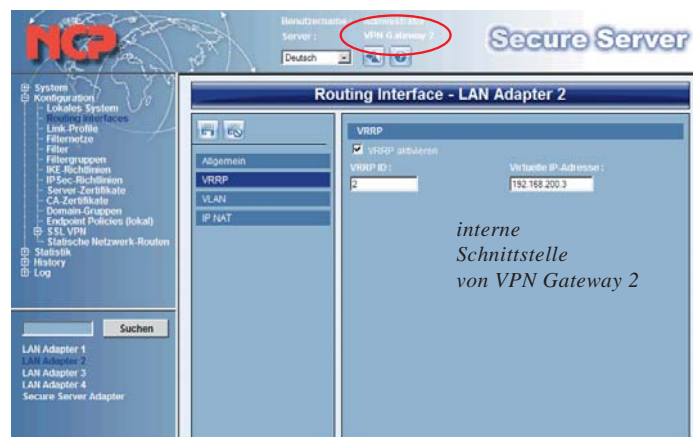 NCP
Benutzername : Administrator
Server : VPN Gateway 2
Deutsch
Secure Server
System
Konfiguration
Lokales System
Routing Interfaces
Link-Profile
Filternetze
Filter
Filtergruppen
IKE-Richtlinien
IPSec-Richtlinien
Server-Zertifikate
CA-Zertifikate
Domain-Gruppen
Endpoint Policies (lokal)
SSL VPN
Statische Netzwerk-Routen
Statistik
History
Log
Suchen
LAN Adapter 1
LAN Adapter 2
LAN Adapter 3
LAN Adapter 4
Secure Server Adapter
Routing Interface - LAN Adapter 2
Allgemein
VRRP
VLAN
IP NAT
VRRP
VRRP aktivieren
VRRP ID :
Virtuelle IP-Adresse :
2
192.168.200.3
interne
Schnittstelle
von VPN Gateway 2